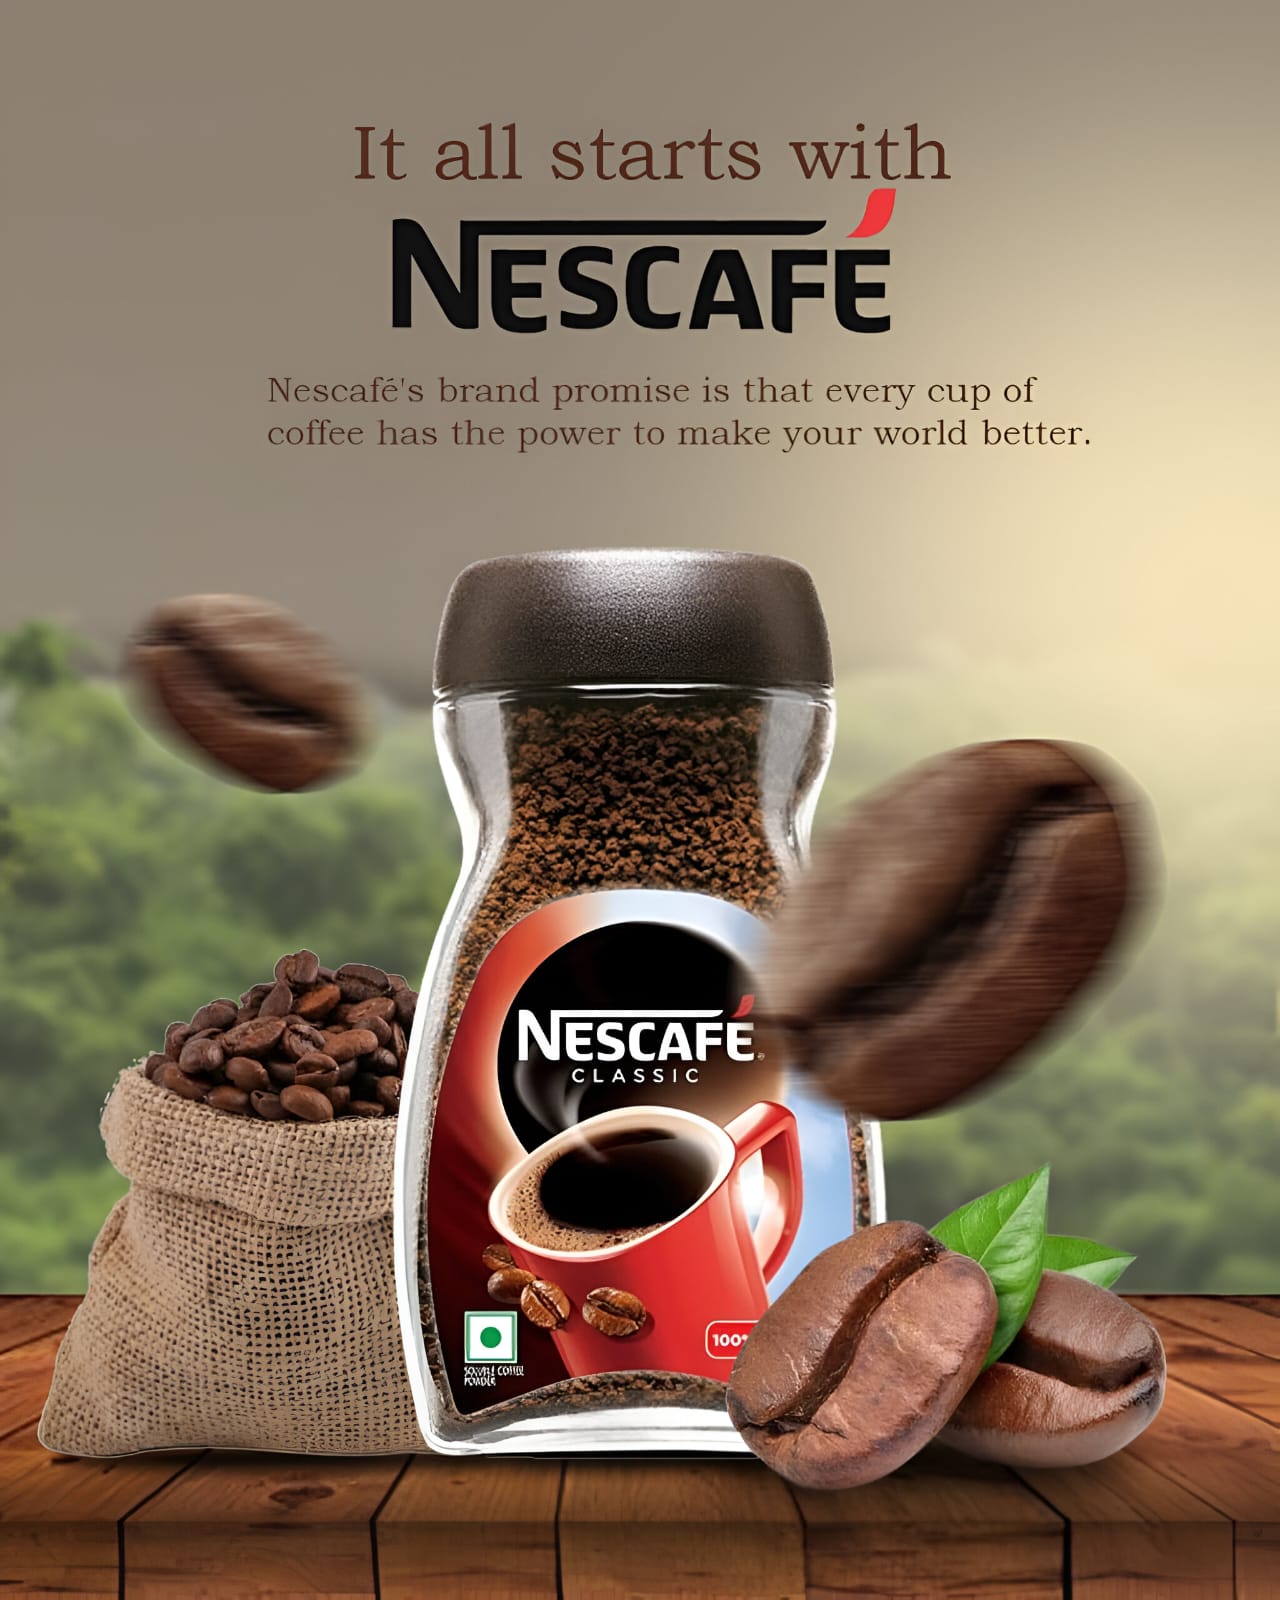 It all starts with
NESCAFÉ
Nescafé's brand promise is that every cup of
coffee has the power to make your world better.
NESCAFÉ
CLASSIC
100%